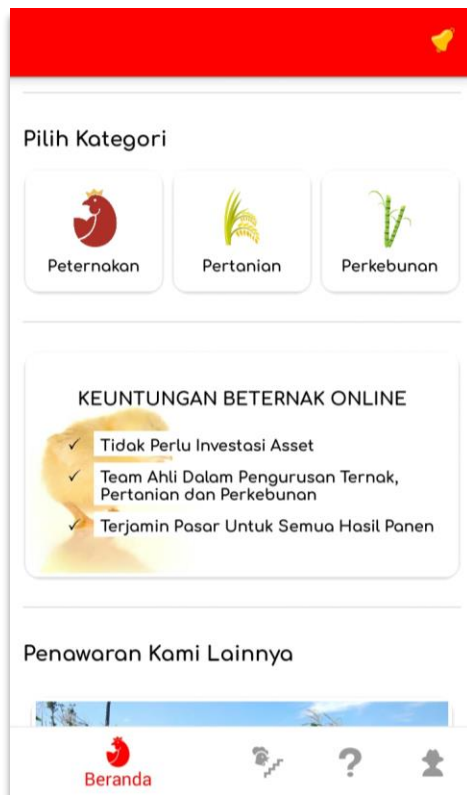 Pilih Kategori
Peternakan
Pertanian
Perkebunan
KEUNTUNGAN BETERNAK ONLINE
✓ Tidak Perlu Investasi Asset
✓ Team Ahli Dalam Pengurusan Ternak,
Pertanian dan Perkebunan
✓ Terjamin Pasar Untuk Semua Hasil Panen
Penawaran Kami Lainnya
?
Beranda